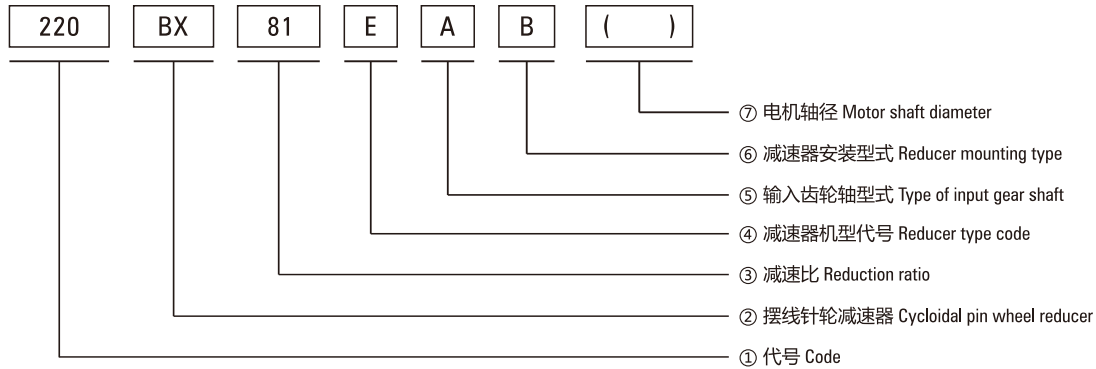 220 BX 81 E A B ( )
⑦ 电机轴径 Motor shaft diameter
⑥ 减速器安装型式 Reducer mounting type
⑤ 输入齿轮轴型式 Type of input gear shaft
④ 减速器机型代号 Reducer type code
③ 减速比 Reduction ratio
② 摆线针轮减速器 Cycloidal pin wheel reducer
① 代号 Code